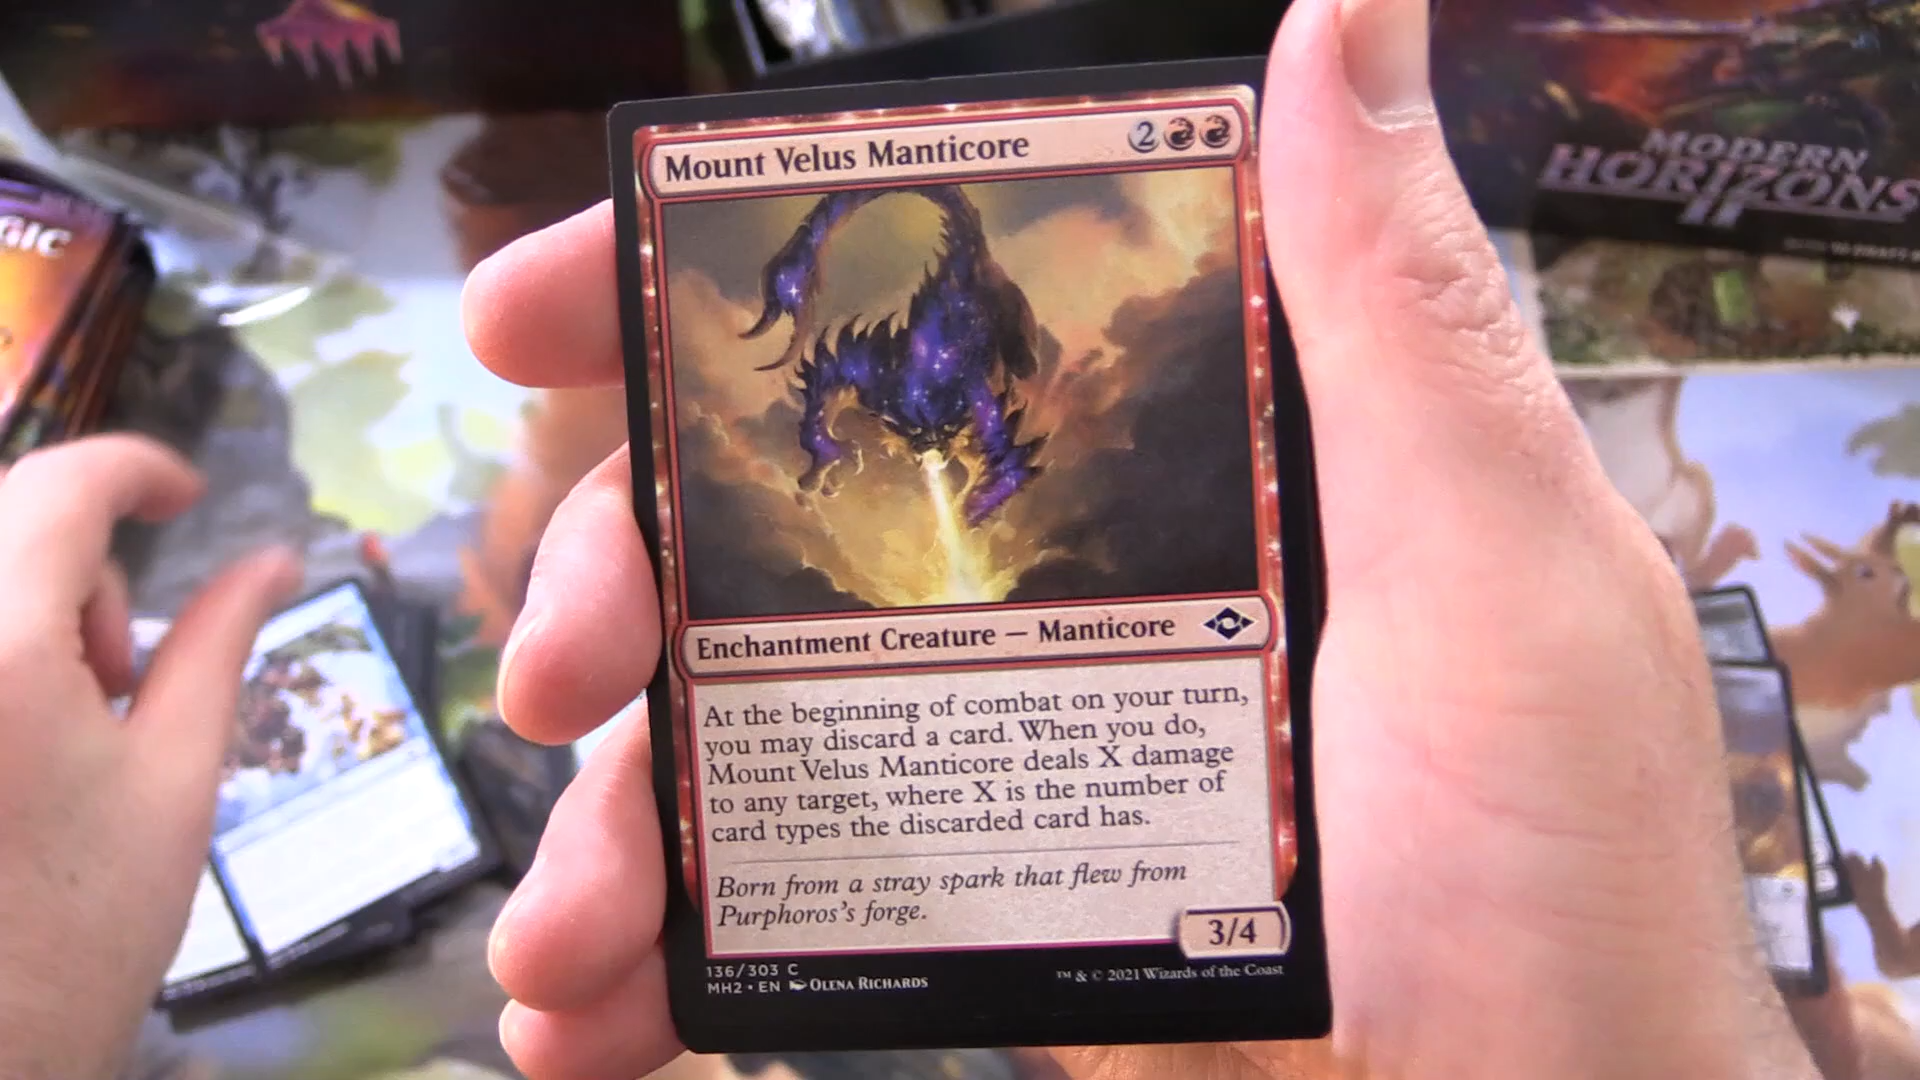 MODERN
HORIZONS
II
GIC
Mount Velus Manticore
2
Enchantment Creature — Manticore
At the beginning of combat on your turn,
you may discard a card. When you do,
Mount Velus Manticore deals X damage
to any target, where X is the number of
card types the discarded card has.
Born from a stray spark that flew from
Purphoros's forge.
3/4
136/303 C
MH2 • EN OLENA RICHARDS
™ & © 2021 Wizards of the Coast